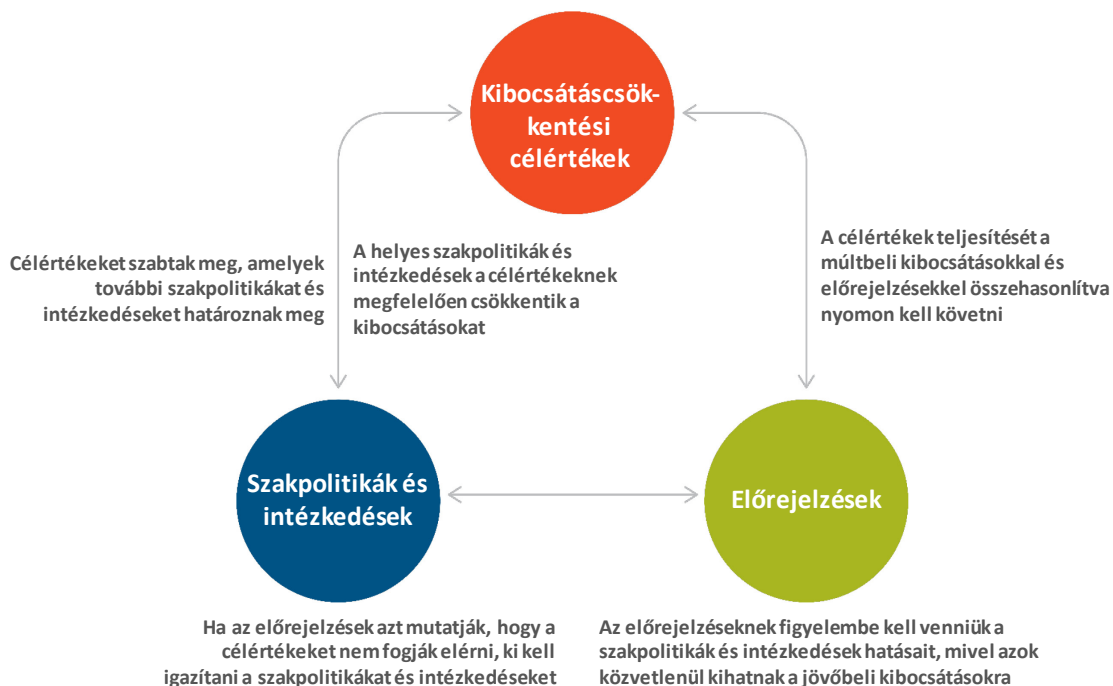 Kibocsátáscsök-
kentési
célértékek
Célértékeket szabtak meg, amelyek
további szakpolitikákat és
intézkedéseket határoznak meg
A helyes szakpolitikák és
intézkedések a célértékeknek
megfelelően csökkentik a
kibocsátásokat
A célértékek teljesítését a
múltbeli kibocsátásokkal és
előrejelzésekkel összehasonlítva
nyomon kell követni
Szakpolitikák és
intézkedések
Előrejelzések
Ha az előrejelzések azt mutatják, hogy a
célértékeket nem fogják elérni, ki kell
igazítani a szakpolitikákat és intézkedéseket
Az előrejelzéseknek figyelembe kell venniük a
szakpolitikák és intézkedések hatásait, mivel azok
közvetlenül kihatnak a jövőbeli kibocsátásokra